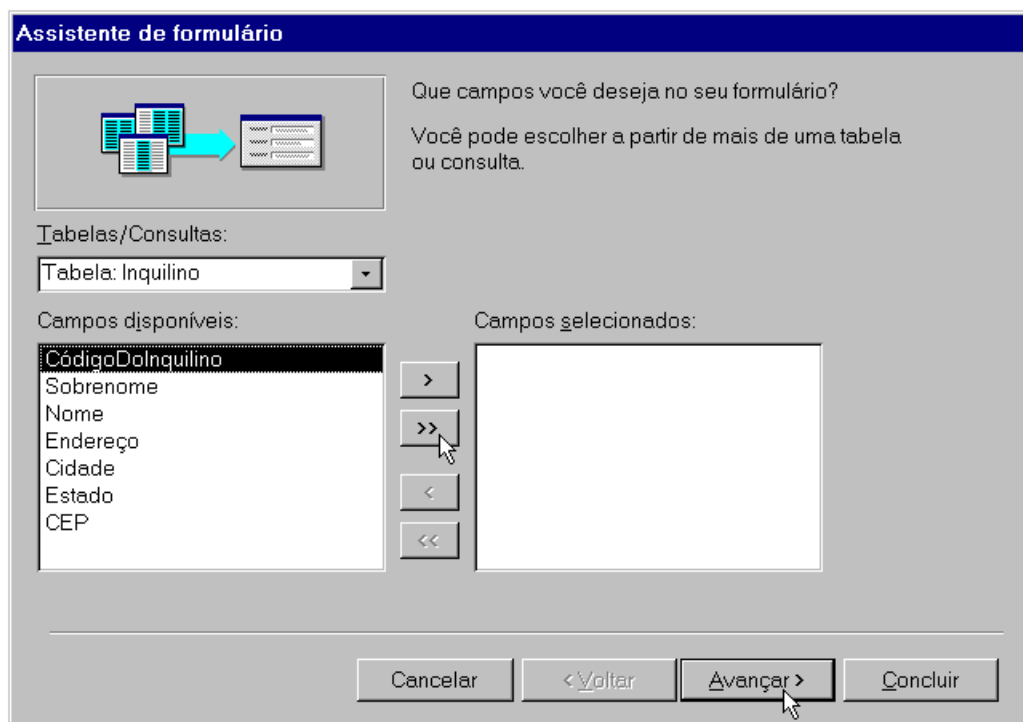 Assistente de formulário
Que campos você deseja no seu formulário?
Você pode escolher a partir de mais de uma tabela
ou consulta.
Tabelas/Consultas:
Tabela: Inquilino
Campos disponíveis:
Campos selecionados:
CódigoDoInquilino
Sobrenome
Nome
Endereço
Cidade
Estado
CEP
>
>>
<
<<
Cancelar
< Voltar
Avançar >
Concluir